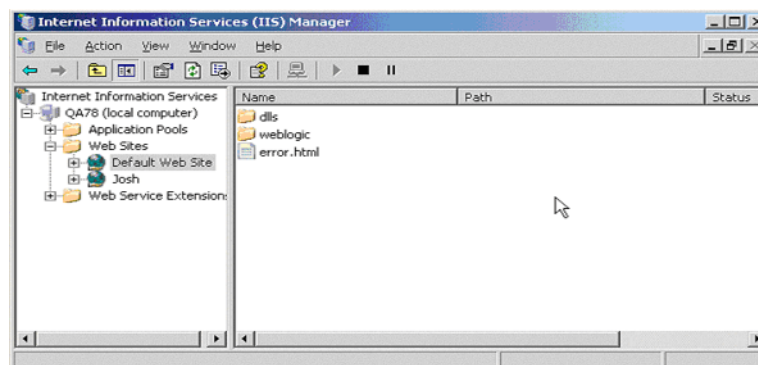 Internet Information Services (IIS) Manager
File Action View Window Help
Internet Information Services
QA78 (local computer)
Application Pools
Web Sites
Default Web Site
Josh
Web Service Extension
Name Path Status
dlls
weblogic
error.html